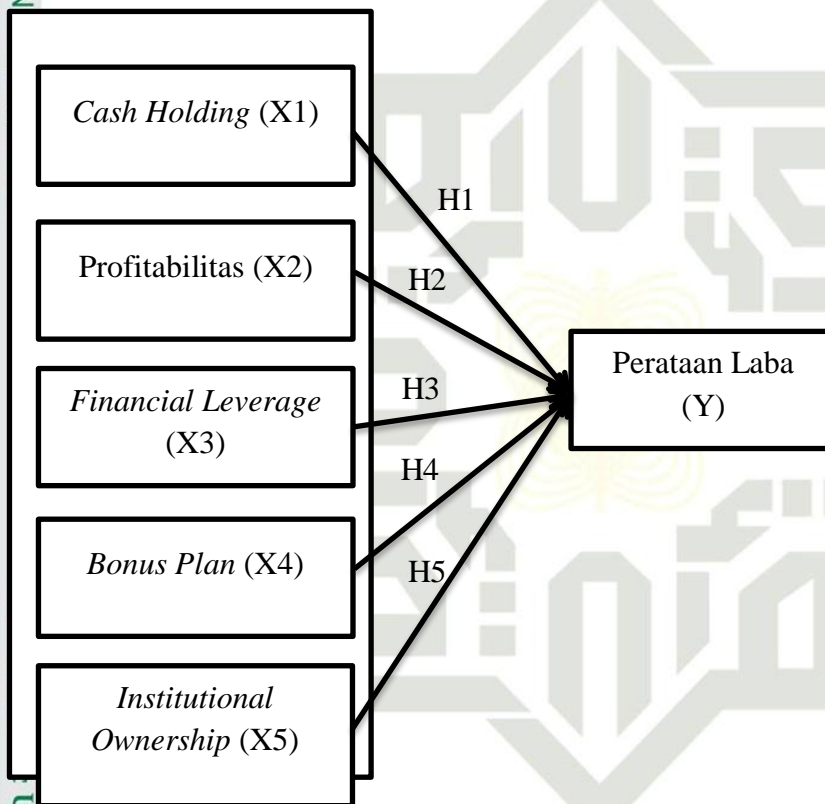 Cash Holding (X1)
H1
Profitabilitas (X2)
H2
Financial Leverage
(X3)
H3
Perataan Laba
(Y)
H4
Bonus Plan (X4)
H5
Institutional
Ownership (X5)